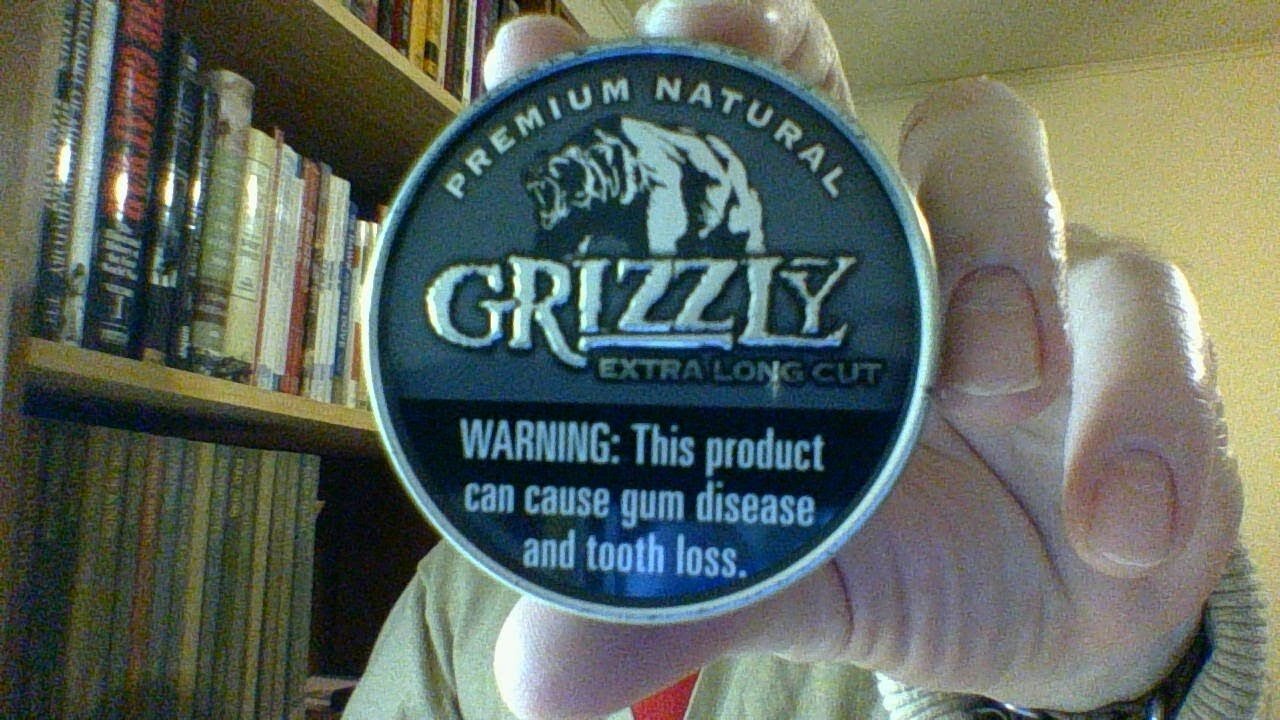 PREMIUM NATURAL
GRIZZLY
EXTRA LONG CUT
WARNING: This product
can cause gum disease
and tooth loss.